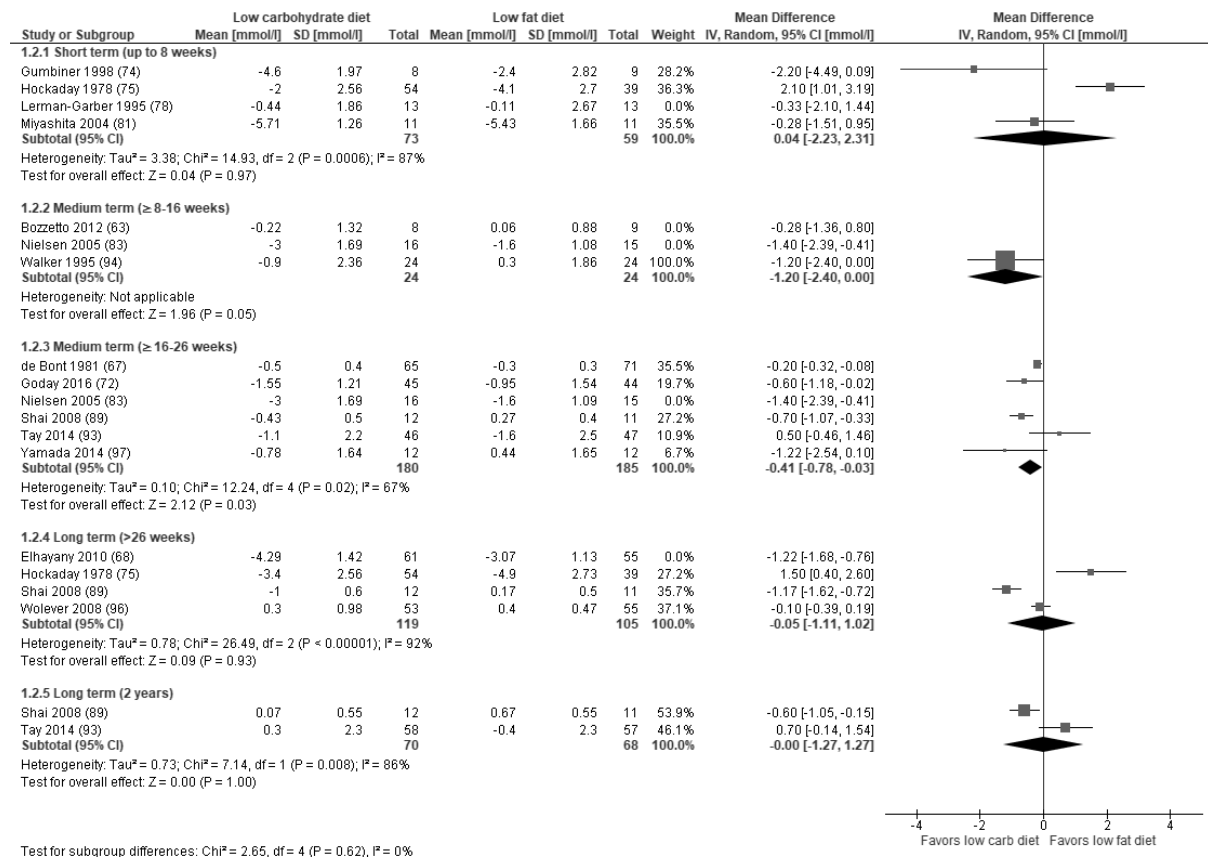 Low carbohydrate diet Low fat diet Mean Difference Mean Difference
Study or Subgroup Mean [mmol/l] SD [mmol/l] Total Mean [mmol/l] SD [mmol/l] Total Weight IV, Random, 95% CI [mmol/l] IV, Random, 95% CI [mmol/l]
1.2.1 Short term (up to 8 weeks)
Gumbiner 1998 (74) -4.6 1.97 8 -2.4 2.82 9 28.2% -2.20 [-4.49, 0.09]
Hockaday 1978 (75) -2 2.56 54 -4.1 2.7 39 36.3% 2.10 [1.01, 3.19]
Lerman-Garber 1995 (78) -0.44 1.86 13 -0.11 2.67 13 0.0% -0.33 [-2.10, 1.44]
Miyashita 2004 (81) -5.71 1.26 11 -5.43 1.66 11 35.5% -0.28 [-1.51, 0.95]
Subtotal (95% CI) 73 59 100.0% 0.04 [-2.23, 2.31]
Heterogeneity: Tau² = 3.38; Chi² = 14.93, df = 2 (P = 0.0006); I² = 87%
Test for overall effect: Z = 0.04 (P = 0.97)
1.2.2 Medium term (≥ 8-16 weeks)
Bozzetto 2012 (63) -0.22 1.32 8 0.06 0.88 9 0.0% -0.28 [-1.36, 0.80]
Nielsen 2005 (83) -3 1.69 16 -1.6 1.08 15 0.0% -1.40 [-2.39, -0.41]
Walker 1995 (94) -0.9 2.36 24 0.3 1.86 24 100.0% -1.20 [-2.40, 0.00]
Subtotal (95% CI) 24 24 100.0% -1.20 [-2.40, 0.00]
Heterogeneity: Not applicable
Test for overall effect: Z = 1.96 (P = 0.05)
1.2.3 Medium term (≥ 16-26 weeks)
de Bont 1981 (67) -0.5 0.4 65 -0.3 0.3 71 35.5% -0.20 [-0.32, -0.08]
Goday 2016 (72) -1.55 1.21 45 -0.95 1.54 44 19.7% -0.60 [-1.18, -0.02]
Nielsen 2005 (83) -3 1.69 16 -1.6 1.09 15 0.0% -1.40 [-2.39, -0.41]
Shai 2008 (89) -0.43 0.5 12 0.27 0.4 11 27.2% -0.70 [-1.07, -0.33]
Tay 2014 (93) -1.1 2.2 46 -1.6 2.5 47 10.9% 0.50 [-0.46, 1.46]
Yamada 2014 (97) -0.78 1.64 12 0.44 1.65 12 6.7% -1.22 [-2.54, 0.10]
Subtotal (95% CI) 180 185 100.0% -0.41 [-0.78, -0.03]
Heterogeneity: Tau² = 0.10; Chi² = 12.24, df = 4 (P = 0.02); I² = 67%
Test for overall effect: Z = 2.12 (P = 0.03)
1.2.4 Long term (>26 weeks)
Elhayany 2010 (68) -4.29 1.42 61 -3.07 1.13 55 0.0% -1.22 [-1.68, -0.76]
Hockaday 1978 (75) -3.4 2.56 54 -4.9 2.73 39 27.2% 1.50 [0.40, 2.60]
Shai 2008 (89) -1 0.6 12 0.17 0.5 11 35.7% -1.17 [-1.62, -0.72]
Wolever 2008 (96) 0.3 0.98 53 0.4 0.47 55 37.1% -0.10 [-0.39, 0.19]
Subtotal (95% CI) 119 105 100.0% -0.05 [-1.11, 1.02]
Heterogeneity: Tau² = 0.78; Chi² = 26.49, df = 2 (P < 0.00001); I² = 92%
Test for overall effect: Z = 0.09 (P = 0.93)
1.2.5 Long term (2 years)
Shai 2008 (89) 0.07 0.55 12 0.67 0.55 11 53.9% -0.60 [-1.05, -0.15]
Tay 2014 (93) 0.3 2.3 58 -0.4 2.3 57 46.1% 0.70 [-0.14, 1.54]
Subtotal (95% CI) 70 68 100.0% -0.00 [-1.27, 1.27]
Heterogeneity: Tau² = 0.73; Chi² = 7.14, df = 1 (P = 0.008); I² = 86%
Test for overall effect: Z = 0.00 (P = 1.00)
-4 -2 0 2 4
Favors low carb diet Favors low fat diet
Test for subgroup differences: Chi² = 2.65, df = 4 (P = 0.62), I² = 0%